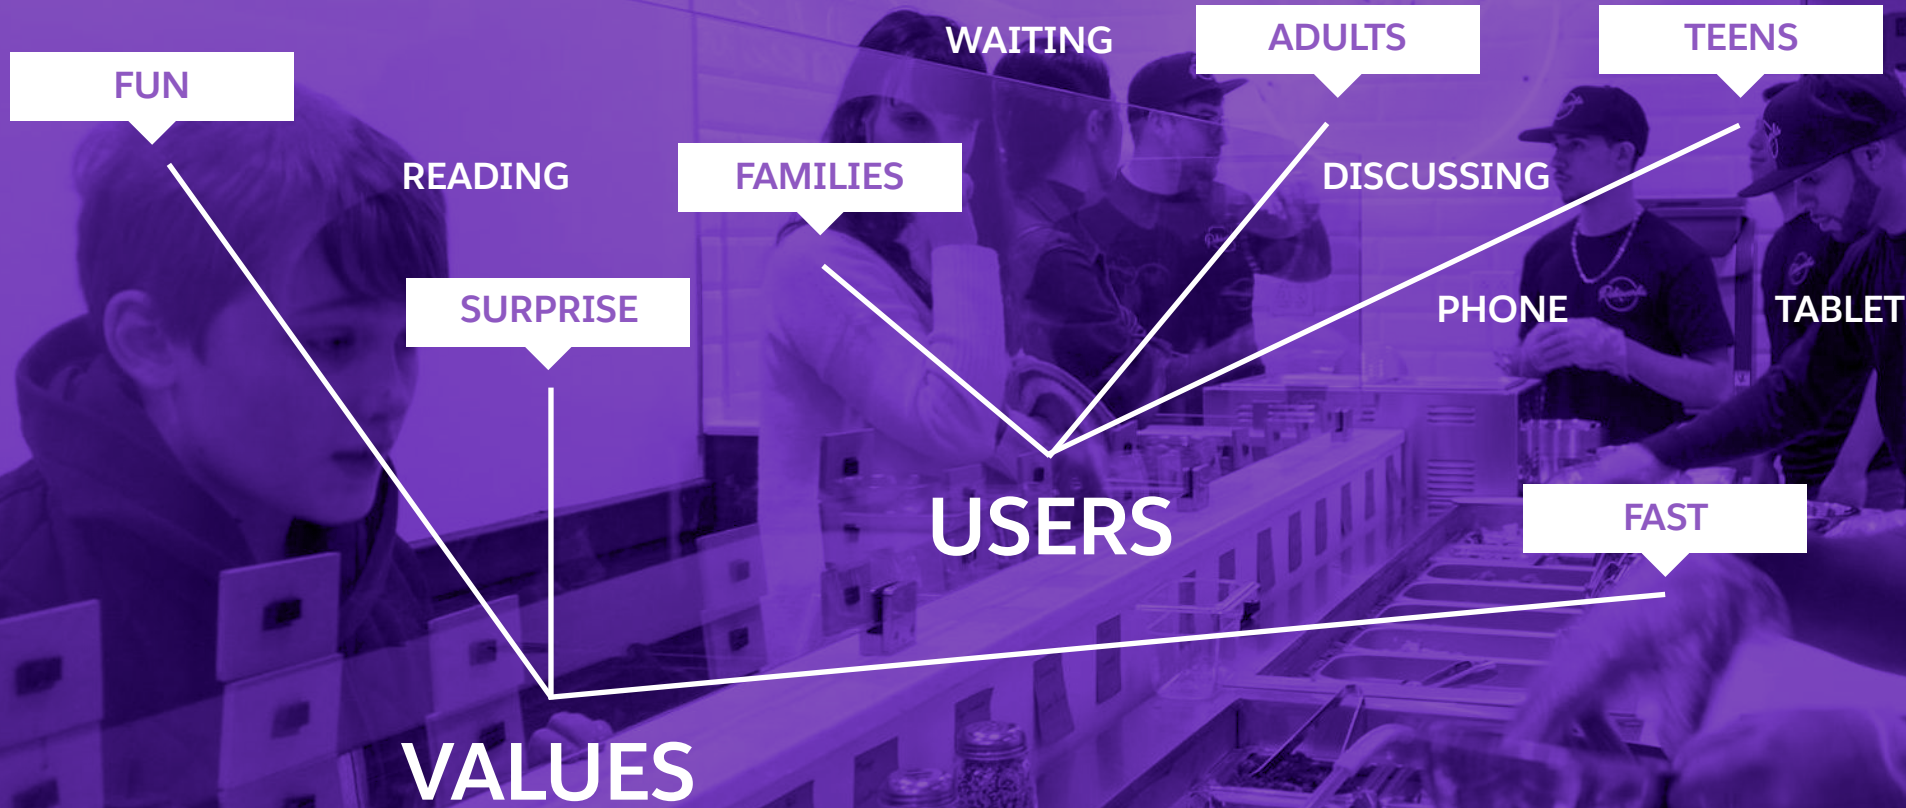 WAITING
ADULTS
TEENS
FUN
READING
FAMILIES
DISCUSSING
SURPRISE
PHONE
TABLET
USERS
FAST
VALUES